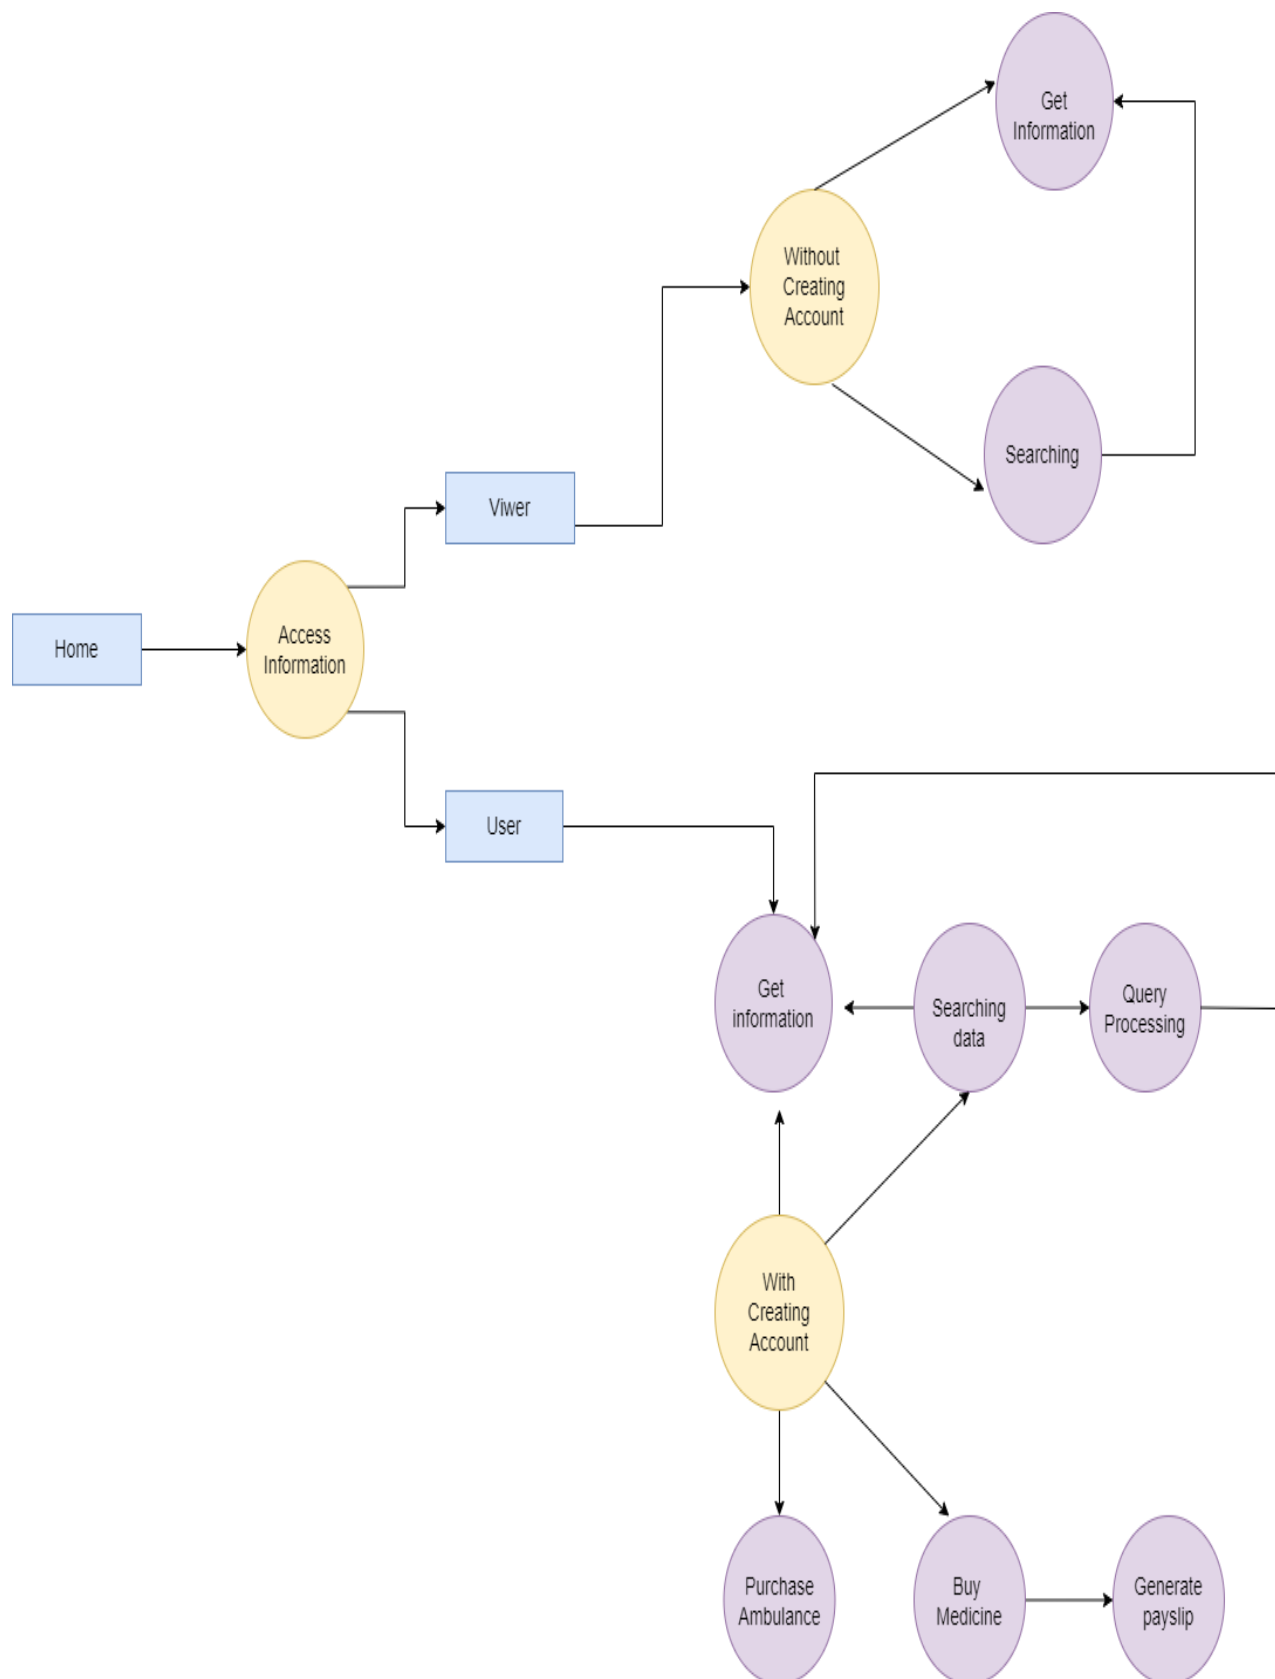 Get
Information
Without
Creating
Account
Searching
Viwer
Home
Access
Information
User
Get
information
Searching
data
Query
Processing
With
Creating
Account
Purchase
Ambulance
Buy
Medicine
Generate
payslip